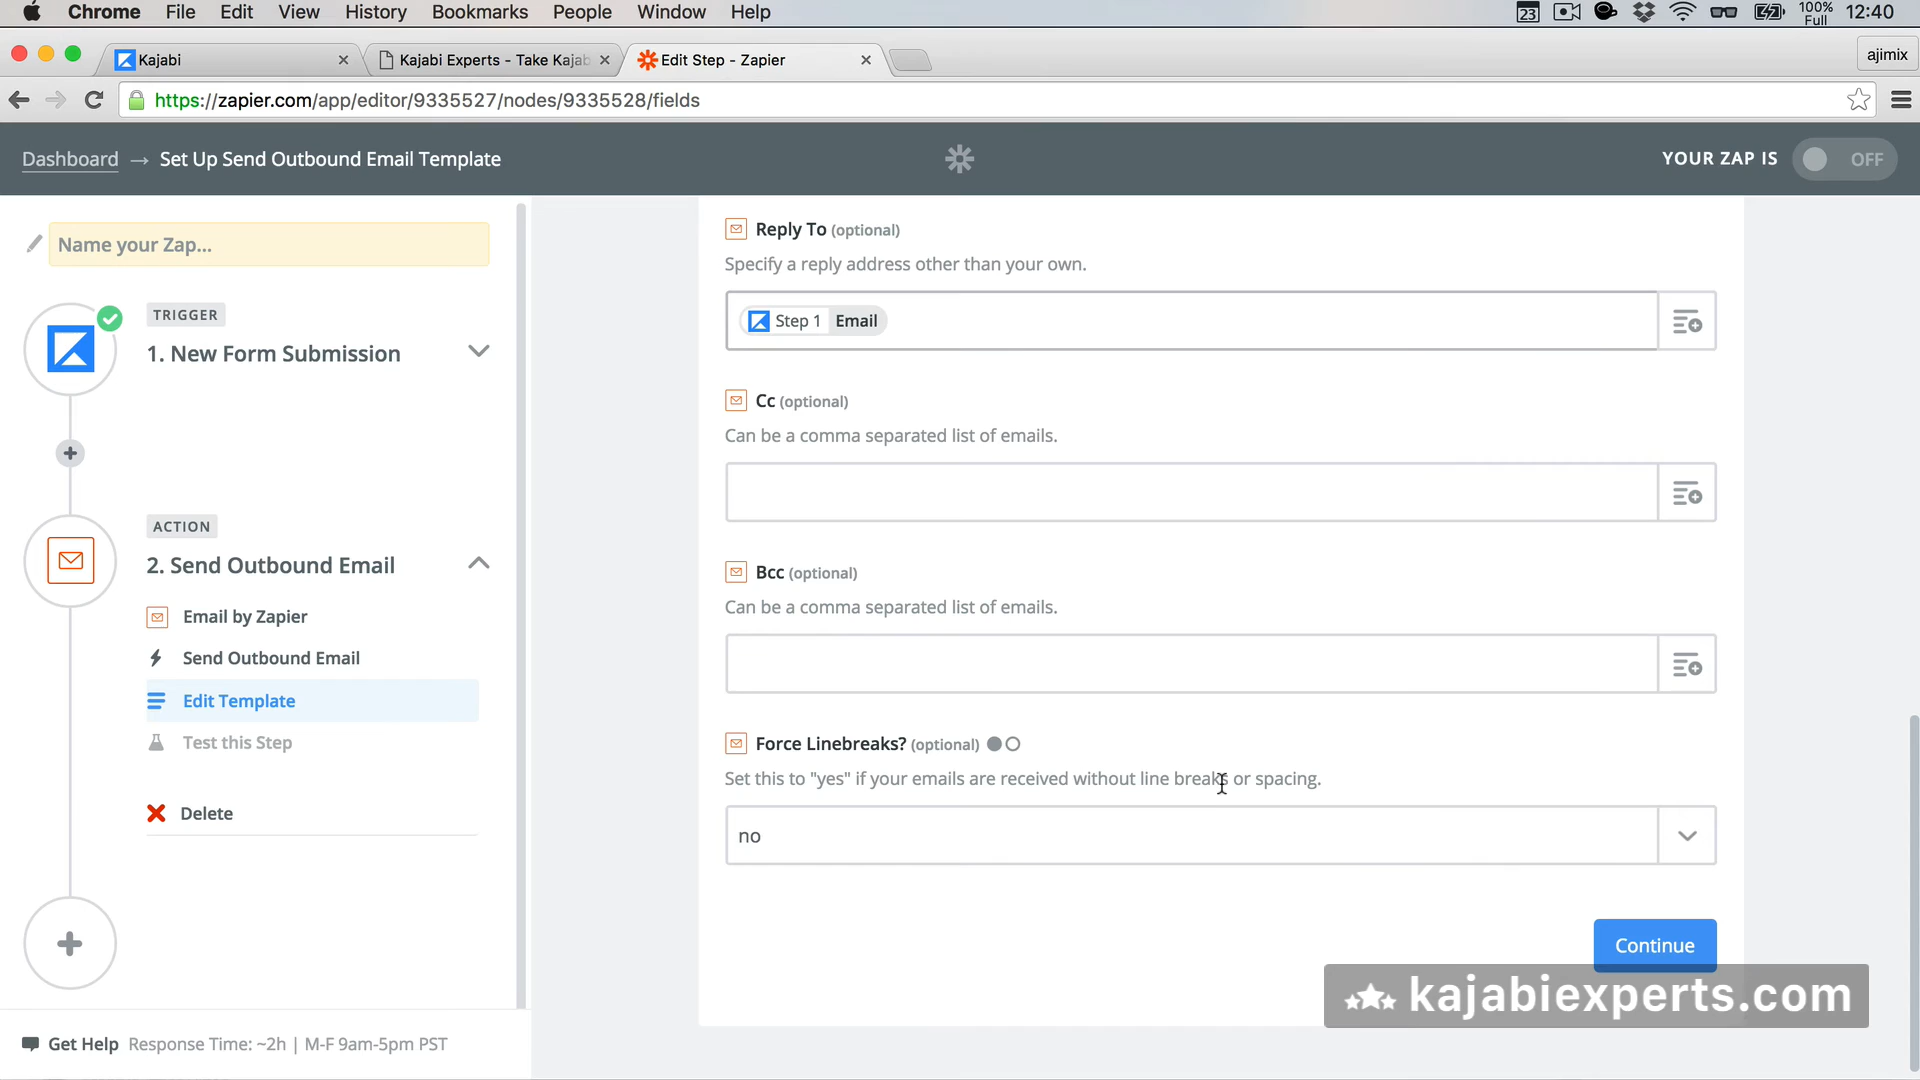 Chrome File Edit View History Bookmarks People Window Help 23 100% Full 12:40
Kajabi
Kajabi Experts - Take Kajab
Edit Step - Zapier
ajimix
https://zapier.com/app/editor/9335527/nodes/9335528/fields
Dashboard → Set Up Send Outbound Email Template
YOUR ZAP IS OFF
Name your Zap...
TRIGGER
1. New Form Submission
ACTION
2. Send Outbound Email
Email by Zapier
Send Outbound Email
Edit Template
Test this Step
Delete
Get Help Response Time: ~2h | M-F 9am-5pm PST
Reply To (optional)
Specify a reply address other than your own.
Step 1 Email
Cc (optional)
Can be a comma separated list of emails.
Bcc (optional)
Can be a comma separated list of emails.
Force Linebreaks? (optional)
Set this to "yes" if your emails are received without line breaks or spacing.
no
Continue
kajabiexperts.com